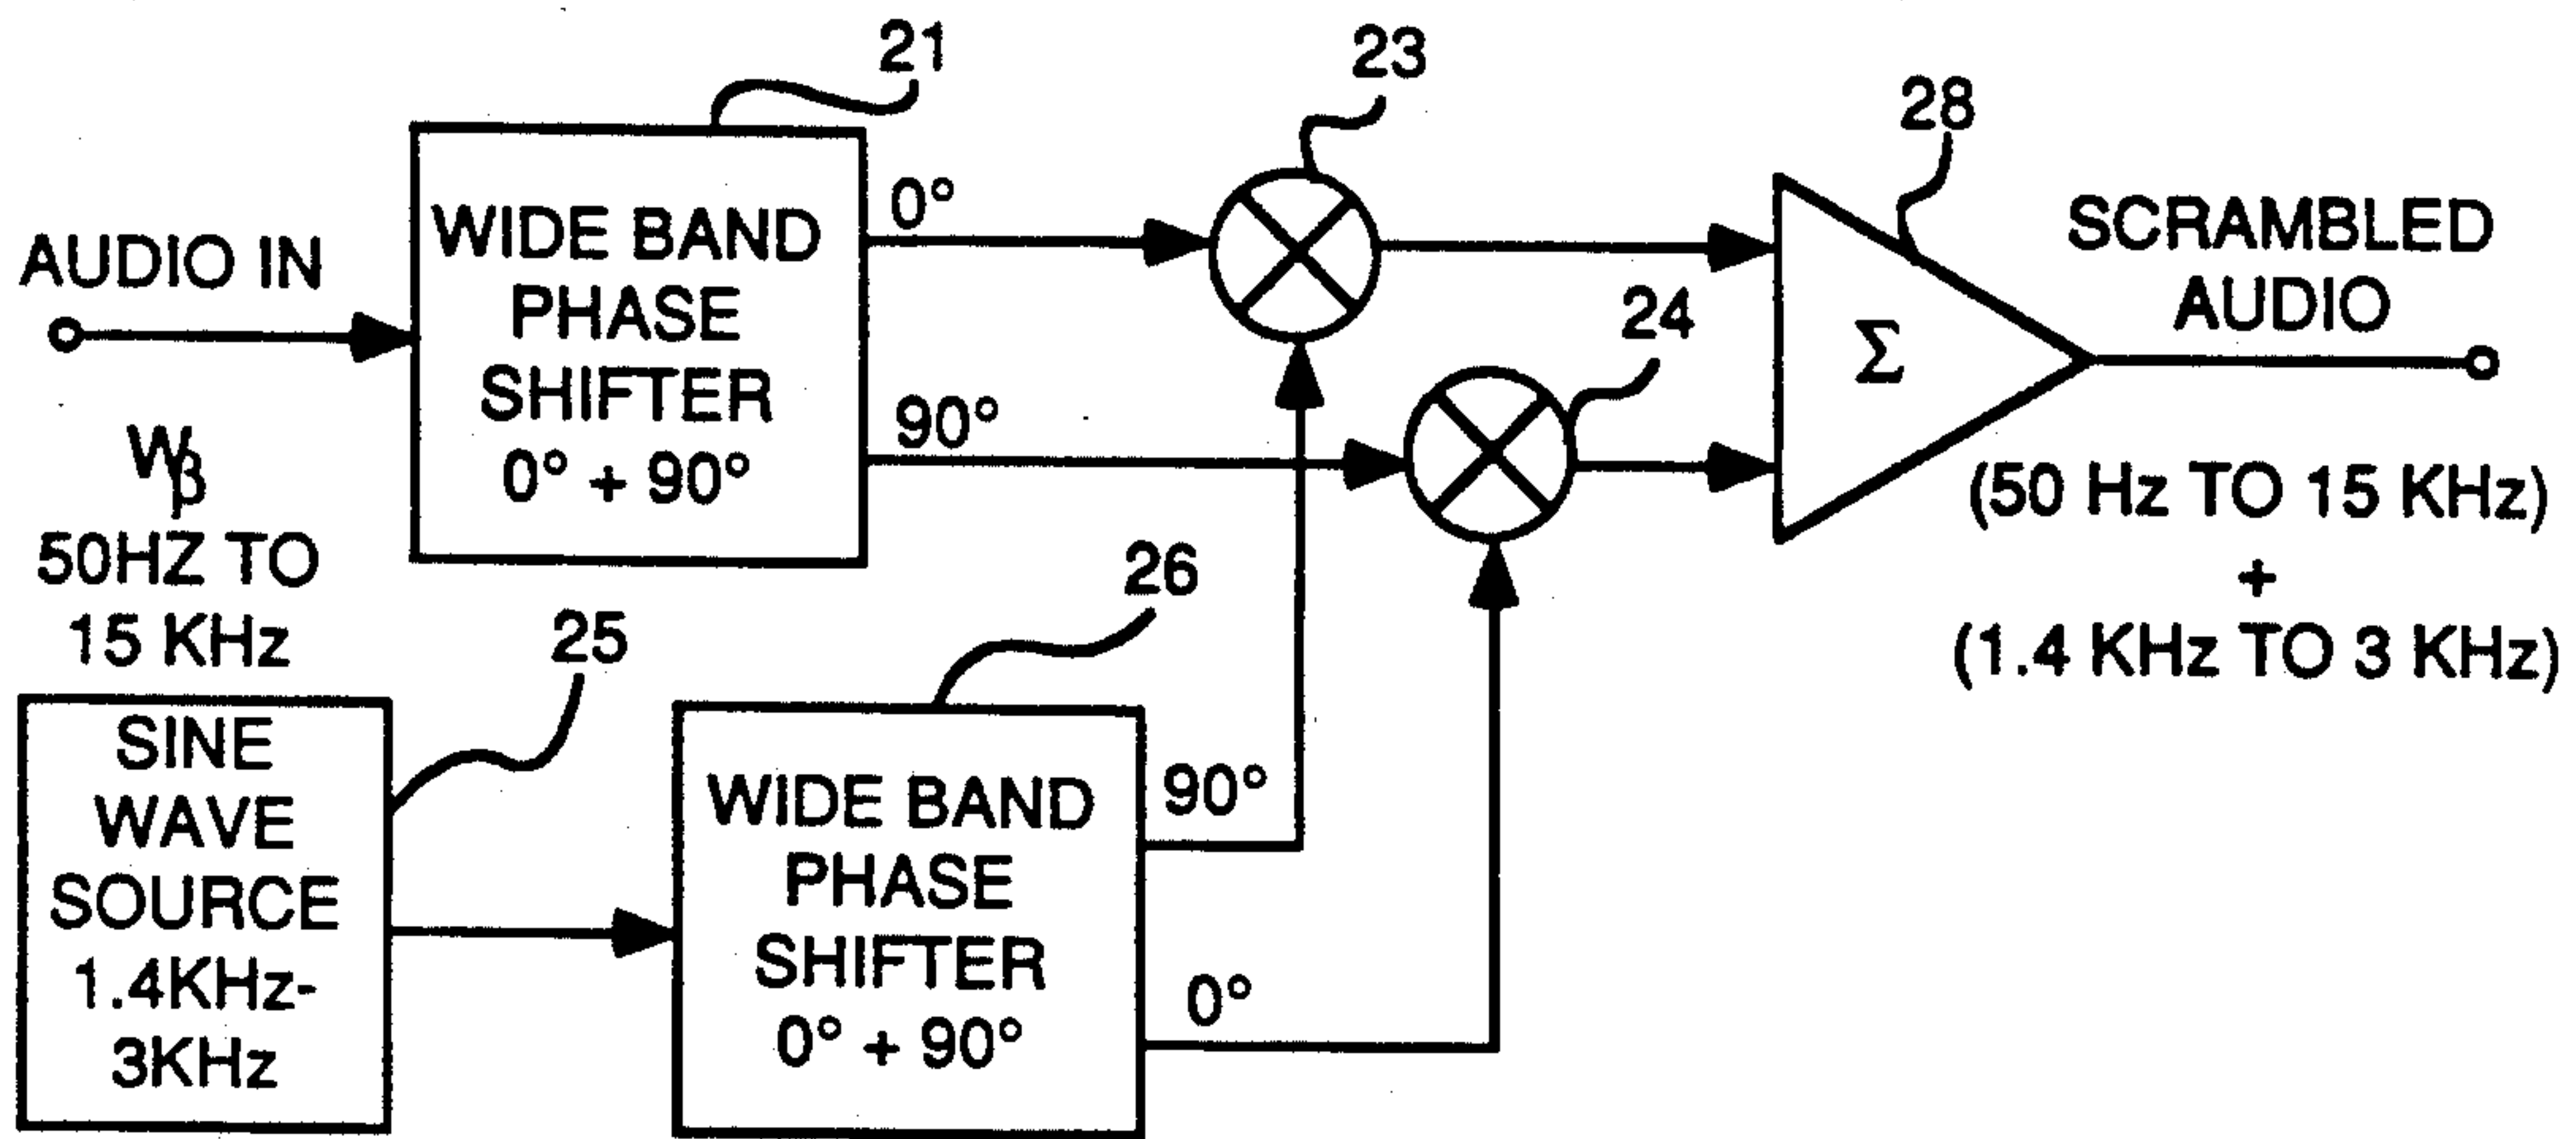 21
23
28
0°
WIDE BAND
PHASE
SHIFTER
0° + 90°
AUDIO IN
SCRAMBLED
AUDIO
24
Σ
90°
Wβ
50HZ TO
15 KHz
(50 Hz TO 15 KHz)
+
(1.4 KHz TO 3 KHz)
25
26
SINE
WAVE
SOURCE
1.4KHz-
3KHz
WIDE BAND
PHASE
SHIFTER
0° + 90°
90°
0°